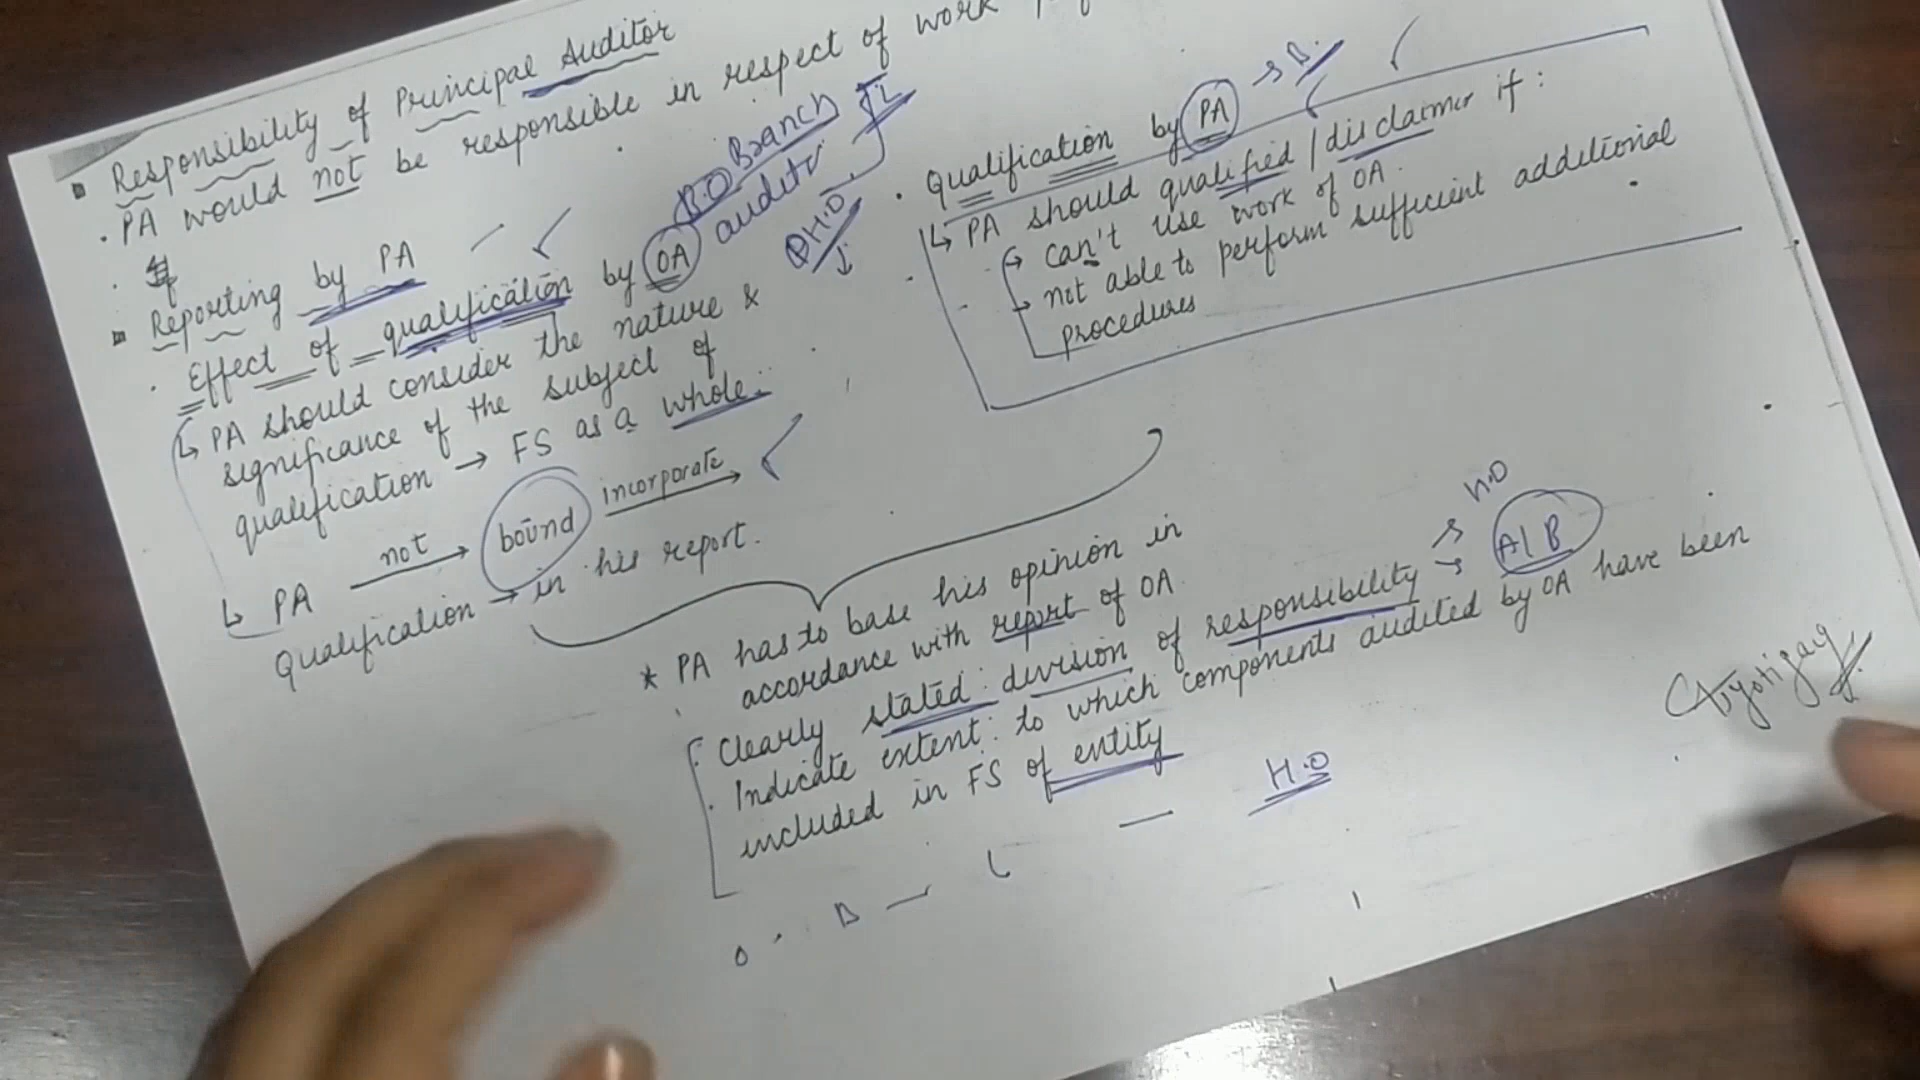 Responsibility of Principal Auditor
PA would not be responsible in respect of work
if
Reporting by PA
Effect of qualification by OA
B.O Branch
auditor
H.O
PA should consider the nature &
significance of the subject of
qualification → FS as a whole.
PA not → bound incorporate →
Qualification → in his report.
Qualification by PA
PA should qualified / disclaimer if :
can't use work of OA.
not able to perform sufficient additional
procedures
* PA has to base his opinion in
accordance with report of OA
Clearly stated division of responsibility → H.O
→ A/B
Indicate extent to which components audited by OA have been
included in FS of entity
H.O